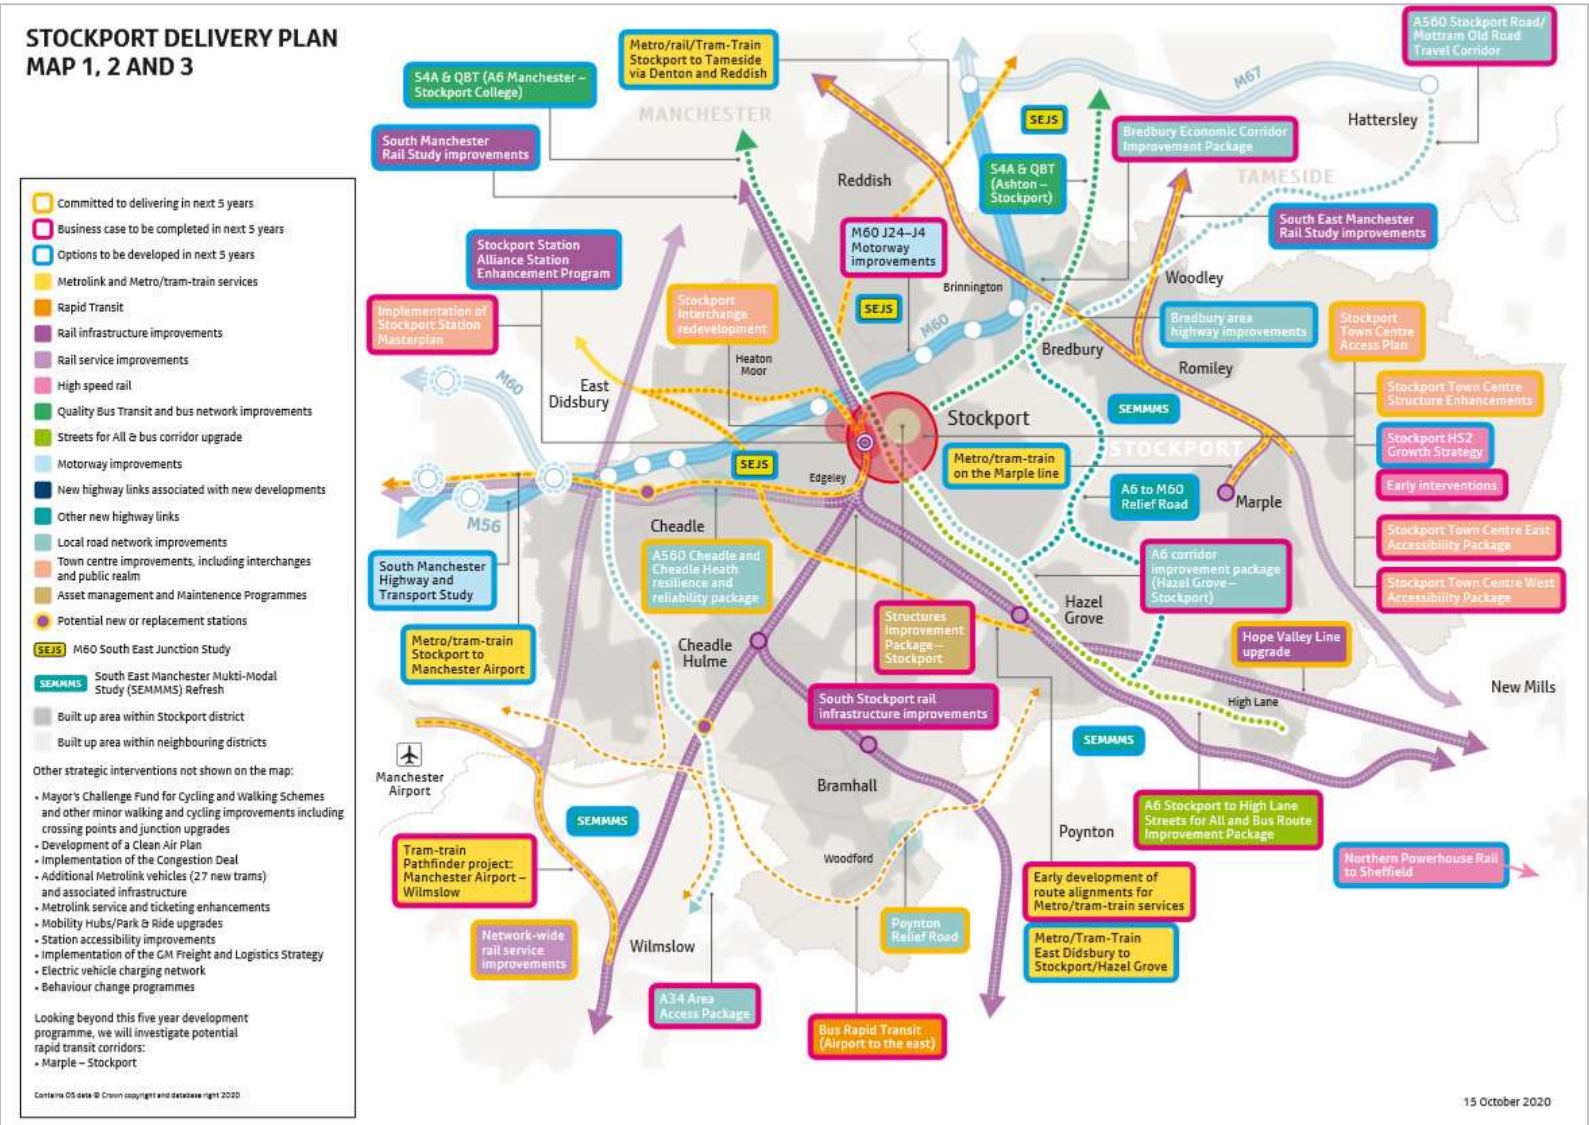 STOCKPORT DELIVERY PLAN
MAP 1, 2 AND 3
Committed to delivering in next 5 years
Business case to be completed in next 5 years
Options to be developed in next 5 years
Metrolink and Metro/tram-train services
Rapid Transit
Rail infrastructure improvements
Rail service improvements
High speed rail
Quality Bus Transit and bus network improvements
Streets for All & bus corridor upgrade
Motorway improvements
New highway links associated with new developments
Other new highway links
Local road network improvements
Town centre improvements, including interchanges
and public realm
Asset management and Maintenence Programmes
Potential new or replacement stations
SEJS
M60 South East Junction Study
SEMMMS
South East Manchester Mukti-Modal
Study (SEMMMS) Refresh
Built up area within Stockport district
Built up area within neighbouring districts
Other strategic interventions not shown on the map:
• Mayor's Challenge Fund for Cycling and Walking Schemes
and other minor walking and cycling improvements including
crossing points and junction upgrades
• Development of a Clean Air Plan
• Implementation of the Congestion Deal
• Additional Metrolink vehicles (27 new trams)
and associated infrastructure
• Metrolink service and ticketing enhancements
• Mobility Hubs/Park & Ride upgrades
• Station accessibility improvements
• Implementation of the GM Freight and Logistics Strategy
• Electric vehicle charging network
• Behaviour change programmes
Looking beyond this five year development
programme, we will investigate potential
rapid transit corridors:
• Marple – Stockport
Contains OS data © Crown copyright and database right 2020
S4A & QBT (A6 Manchester –
Stockport College)
Metro/rail/Tram-Train
Stockport to Tameside
via Denton and Reddish
MANCHESTER
South Manchester
Rail Study improvements
Reddish
SEJS
S4A & QBT
(Ashton –
Stockport)
Bredbury Economic Corridor
Improvement Package
M67
A560 Stockport Road/
Mottram Old Road
Travel Corridor
Hattersley
TAMESIDE
South East Manchester
Rail Study improvements
Stockport Station
Alliance Station
Enhancement Program
M60 J24–J4
Motorway
improvements
Brinnington
Woodley
Implementation of
Stockport Station
Masterplan
Stockport
Interchange
redevelopment
SEJS
M60
Bredbury area
highway improvements
Stockport
Town Centre
Access Plan
Heaton
Moor
Bredbury
Romiley
M60
East
Didsbury
Stockport Town Centre
Structure Enhancements
SEMMMS
Stockport
STOCKPORT
Stockport HS2
Growth Strategy
SEJS
Metro/tram-train
on the Marple line
Edgeley
Early interventions
A6 to M60
Relief Road
Marple
M56
Cheadle
Stockport Town Centre East
Accessibility Package
South Manchester
Highway and
Transport Study
A560 Cheadle and
Cheadle Heath
resilience and
reliability package
A6 corridor
improvement package
(Hazel Grove –
Stockport)
Stockport Town Centre West
Accessibility Package
Hazel
Grove
Structures
Improvement
Package –
Stockport
Metro/tram-train
Stockport to
Manchester Airport
Cheadle
Hulme
Hope Valley Line
upgrade
New Mills
South Stockport rail
infrastructure improvements
High Lane
SEMMMS
Manchester
Airport
Bramhall
SEMMMS
A6 Stockport to High Lane
Streets for All and Bus Route
Improvement Package
Poynton
Tram-train
Pathfinder project:
Manchester Airport –
Wilmslow
Woodford
Northern Powerhouse Rail
to Sheffield
Early development of
route alignments for
Metro/tram-train services
Poynton
Relief Road
Network-wide
rail service
improvements
Wilmslow
Metro/Tram-Train
East Didsbury to
Stockport/Hazel Grove
A34 Area
Access Package
Bus Rapid Transit
(Airport to the east)
15 October 2020